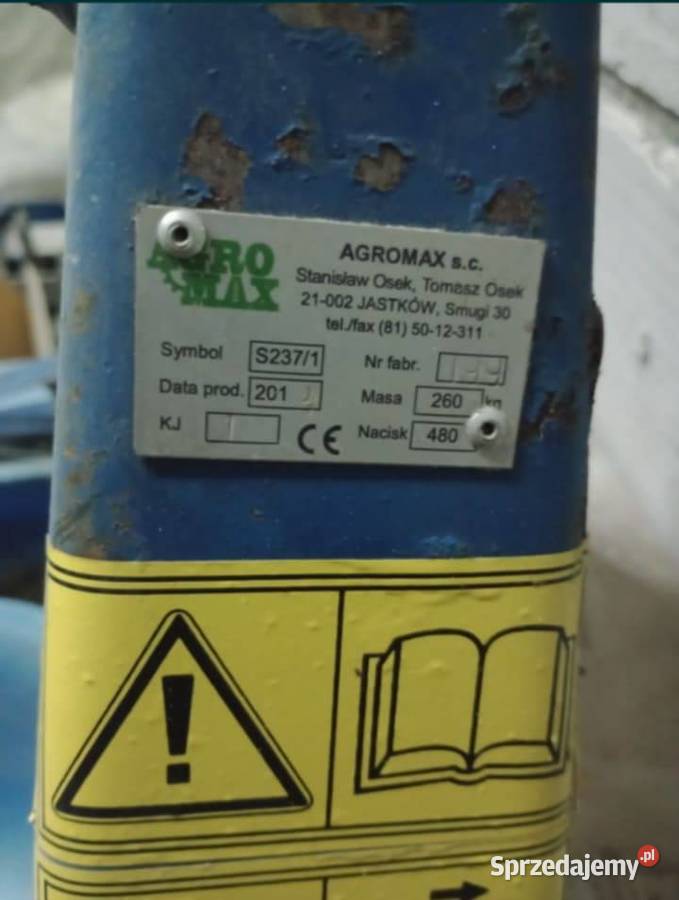 AGRO
MAX
AGROMAX s.c.
Stanisław Osek, Tomasz Osek
21-002 JASTKÓW, Smugi 30
tel./fax (81) 50-12-311
Symbol S237/1 Nr fabr.
Data prod. 201 Masa 260 kg
KJ CE Nacisk 480
!
Sprzedajemy.pl